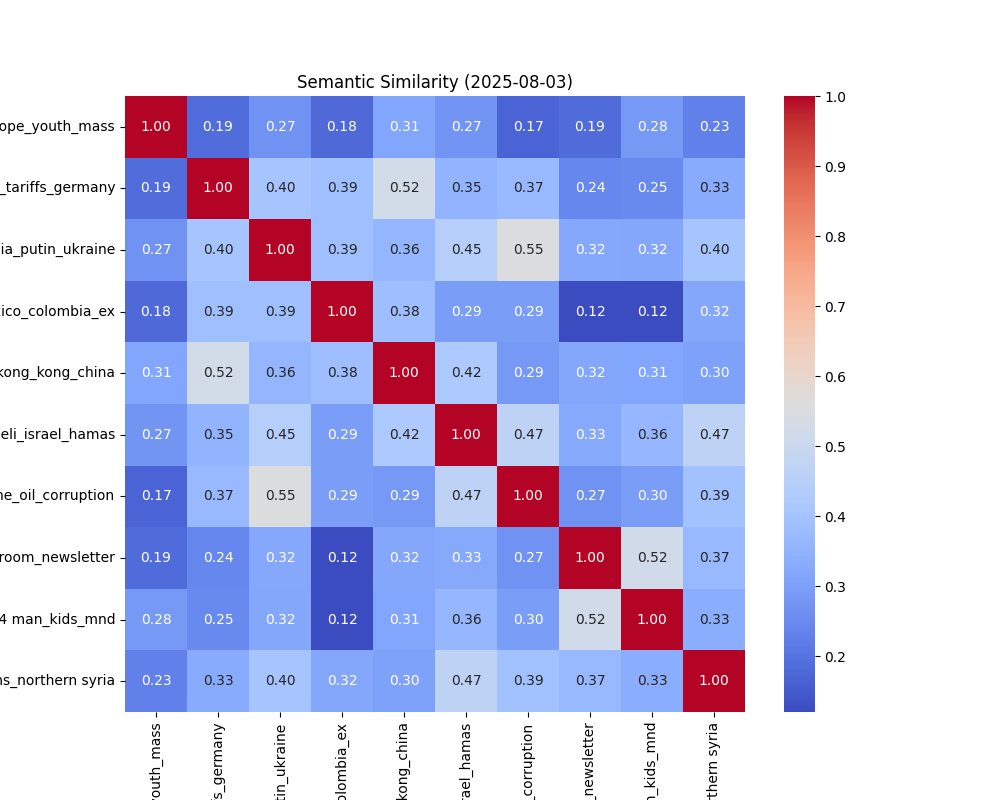 Semantic Similarity (2025-08-03)
ope_youth_mass 1.00 0.19 0.27 0.18 0.31 0.27 0.17 0.19 0.28 0.23
_tariffs_germany 0.19 1.00 0.40 0.39 0.52 0.35 0.37 0.24 0.25 0.33
ia_putin_ukraine 0.27 0.40 1.00 0.39 0.36 0.45 0.55 0.32 0.32 0.40
ico_colombia_ex 0.18 0.39 0.39 1.00 0.38 0.29 0.29 0.12 0.12 0.32
kong_kong_china 0.31 0.52 0.36 0.38 1.00 0.42 0.29 0.32 0.31 0.30
eli_israel_hamas 0.27 0.35 0.45 0.29 0.42 1.00 0.47 0.33 0.36 0.47
ne_oil_corruption 0.17 0.37 0.55 0.29 0.29 0.47 1.00 0.27 0.30 0.39
room_newsletter 0.19 0.24 0.32 0.12 0.32 0.33 0.27 1.00 0.52 0.37
4 man_kids_mnd 0.28 0.25 0.32 0.12 0.31 0.36 0.30 0.52 1.00 0.33
ns_northern syria 0.23 0.33 0.40 0.32 0.30 0.47 0.39 0.37 0.33 1.00
youth_mass
fs_germany
tin_ukraine
olombia_ex
kong_china
rael_hamas
_corruption
_newsletter
n_kids_mnd
rthern syria
1.0
0.9
0.8
0.7
0.6
0.5
0.4
0.3
0.2